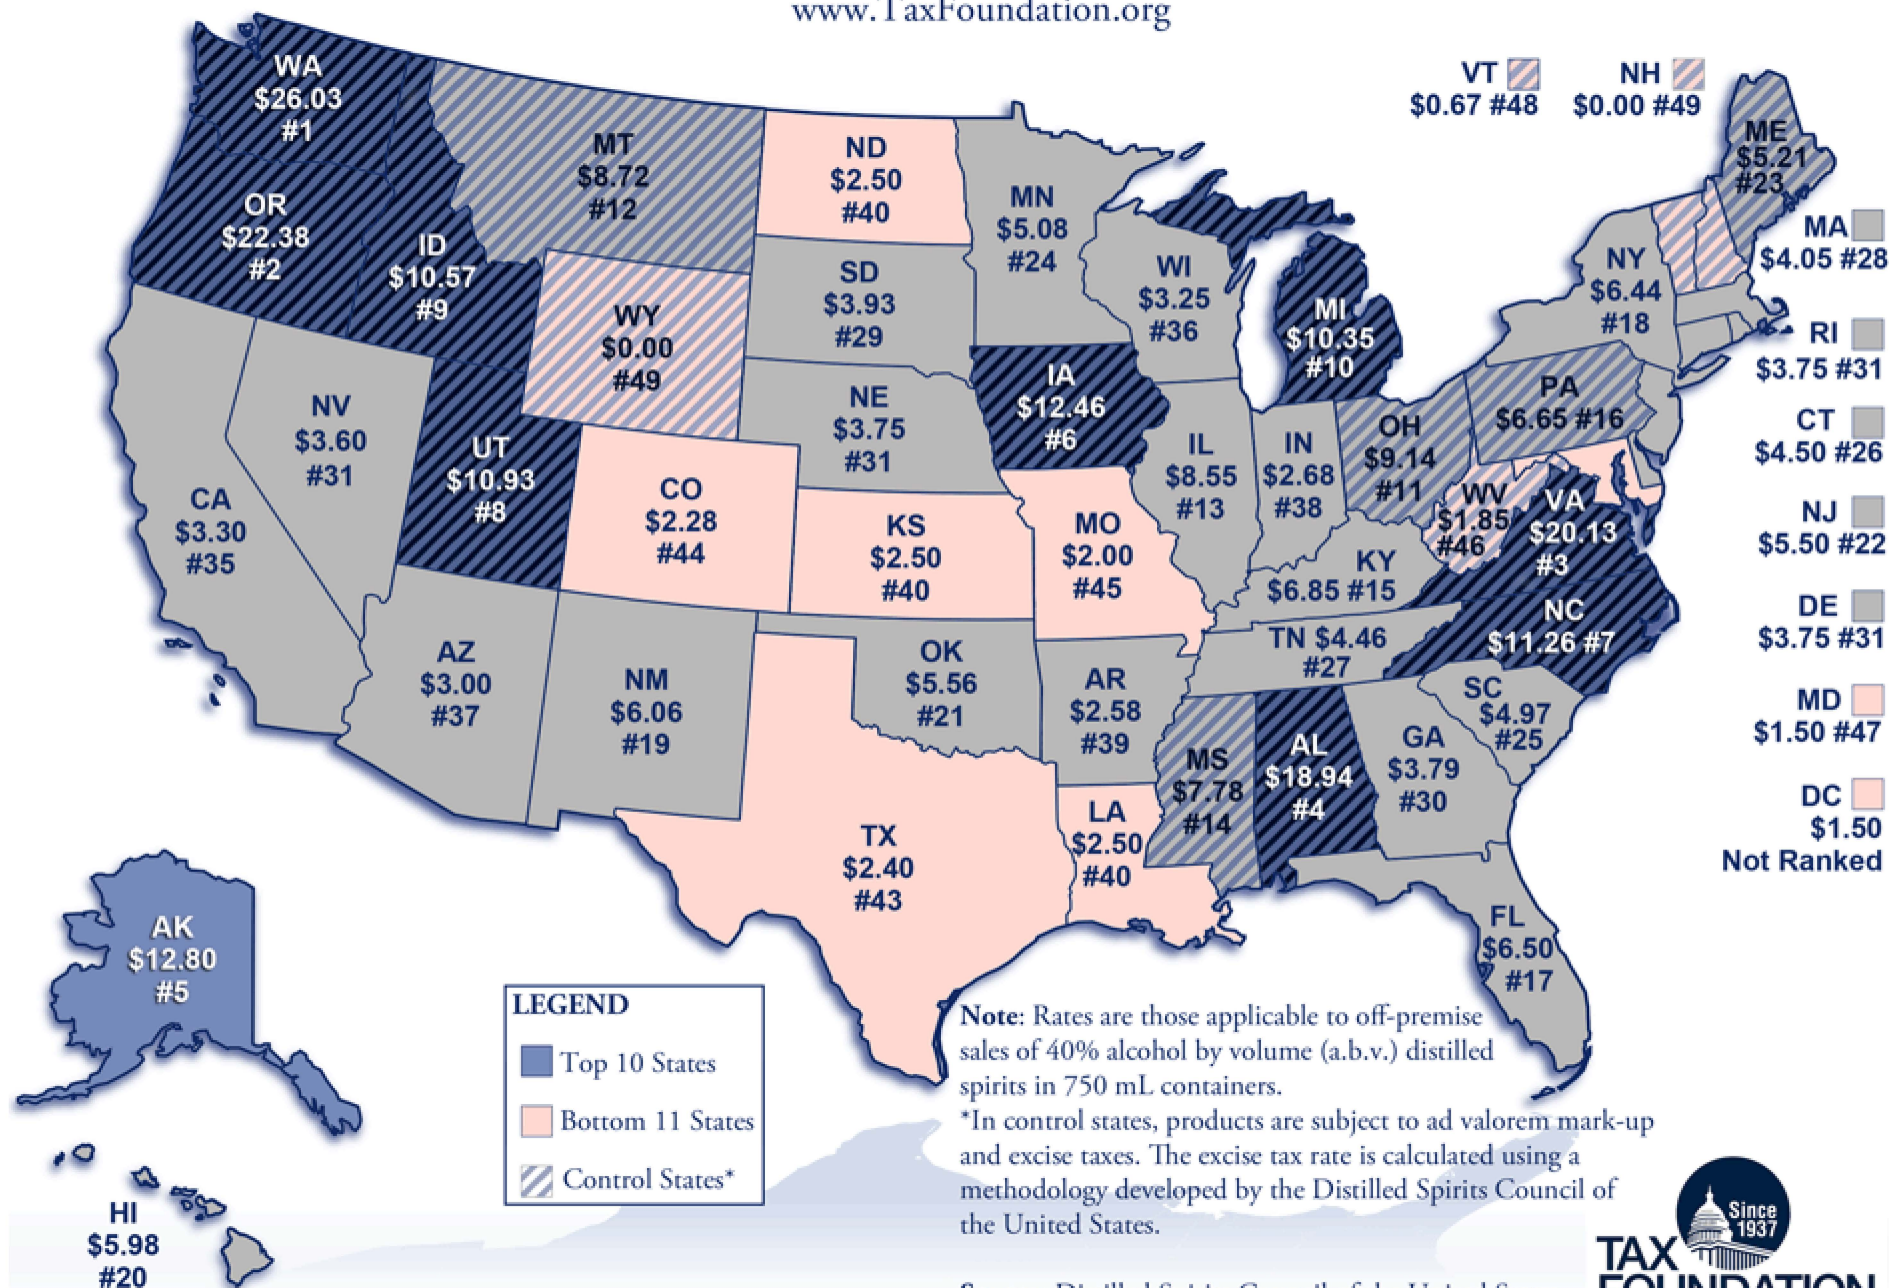 www.TaxFoundation.org
WA
$26.03
#1
OR
$22.38
#2
ID
$10.57
#9
MT
$8.72
#12
WY
$0.00
#49
ND
$2.50
#40
SD
$3.93
#29
NE
$3.75
#31
MN
$5.08
#24
WI
$3.25
#36
MI
$10.35
#10
IA
$12.46
#6
CA
$3.30
#35
NV
$3.60
#31
UT
$10.93
#8
CO
$2.28
#44
KS
$2.50
#40
MO
$2.00
#45
IL
$8.55
#13
IN
$2.68
#38
OH
$9.14
#11
PA
$6.65 #16
NY
$6.44
#18
VT
$0.67 #48
NH
$0.00 #49
ME
$5.21
#23
MA
$4.05 #28
RI
$3.75 #31
CT
$4.50 #26
NJ
$5.50 #22
DE
$3.75 #31
MD
$1.50 #47
DC
$1.50
Not Ranked
WV
$1.85
#46
VA
$20.13
#3
KY
$6.85 #15
NC
$11.26 #7
TN $4.46
#27
SC
$4.97
#25
AZ
$3.00
#37
NM
$6.06
#19
OK
$5.56
#21
AR
$2.58
#39
MS
$7.78
#14
AL
$18.94
#4
GA
$3.79
#30
TX
$2.40
#43
LA
$2.50
#40
FL
$6.50
#17
AK
$12.80
#5
HI
$5.98
#20
LEGEND
Top 10 States
Bottom 11 States
Control States*
Note: Rates are those applicable to off-premise
sales of 40% alcohol by volume (a.b.v.) distilled
spirits in 750 mL containers.
*In control states, products are subject to ad valorem mark-up
and excise taxes. The excise tax rate is calculated using a
methodology developed by the Distilled Spirits Council of
the United States.
Since
1937
TAX
FOUNDATION